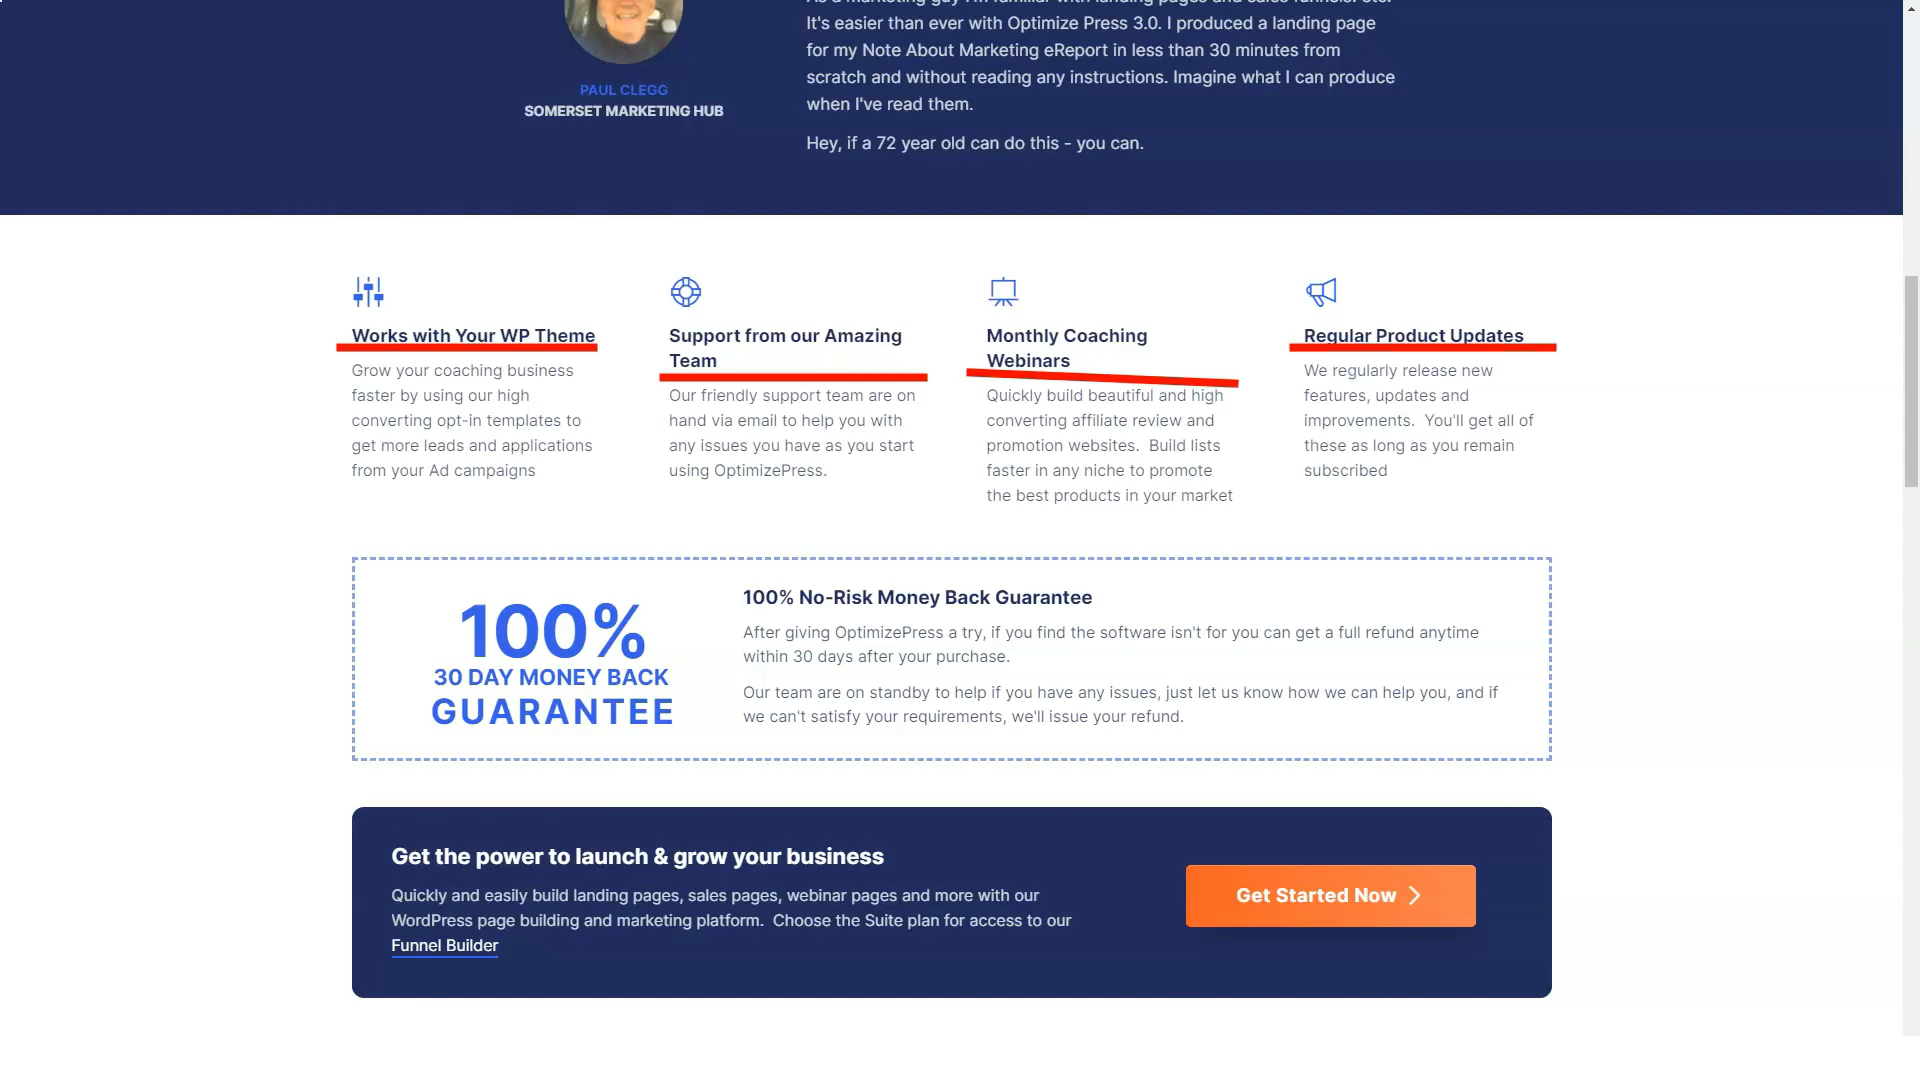 It's easier than ever with Optimize Press 3.0. I produced a landing page
for my Note About Marketing eReport in less than 30 minutes from
scratch and without reading any instructions. Imagine what I can produce
when I've read them.
Hey, if a 72 year old can do this - you can.
PAUL CLEGG
SOMERSET MARKETING HUB
Works with Your WP Theme
Grow your coaching business
faster by using our high
converting opt-in templates to
get more leads and applications
from your Ad campaigns
Support from our Amazing
Team
Our friendly support team are on
hand via email to help you with
any issues you have as you start
using OptimizePress.
Monthly Coaching
Webinars
Quickly build beautiful and high
converting affiliate review and
promotion websites.  Build lists
faster in any niche to promote
the best products in your market
Regular Product Updates
We regularly release new
features, updates and
improvements.  You'll get all of
these as long as you remain
subscribed
100%
30 DAY MONEY BACK
GUARANTEE
100% No-Risk Money Back Guarantee
After giving OptimizePress a try, if you find the software isn't for you can get a full refund anytime
within 30 days after your purchase.
Our team are on standby to help if you have any issues, just let us know how we can help you, and if
we can't satisfy your requirements, we'll issue your refund.
Get the power to launch & grow your business
Quickly and easily build landing pages, sales pages, webinar pages and more with our
WordPress page building and marketing platform.  Choose the Suite plan for access to our
Funnel Builder
Get Started Now